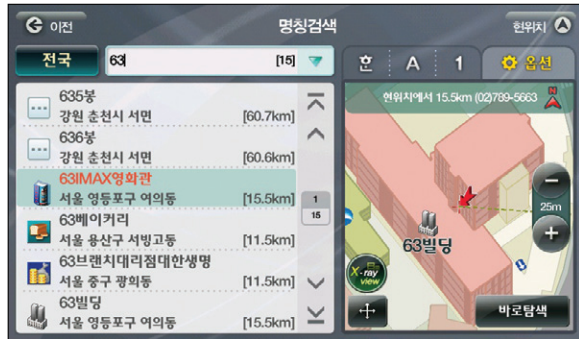 이전
명칭검색
현위치
전국
63
[15]
한
A
1
옵션
635봉
강원 춘천시 서면 [60.7km]
636봉
강원 춘천시 서면 [60.6km]
63IMAX영화관
서울 영등포구 여의동 [15.5km]
63베이커리
서울 용산구 서빙고동 [11.5km]
63브랜치대리점대한생명
서울 중구 광희동 [11.5km]
63빌딩
서울 영등포구 여의동 [15.5km]
1
15
현위치에서 15.5km (02)789-5663
N
25m
63빌딩
X-ray
view
바로탐색